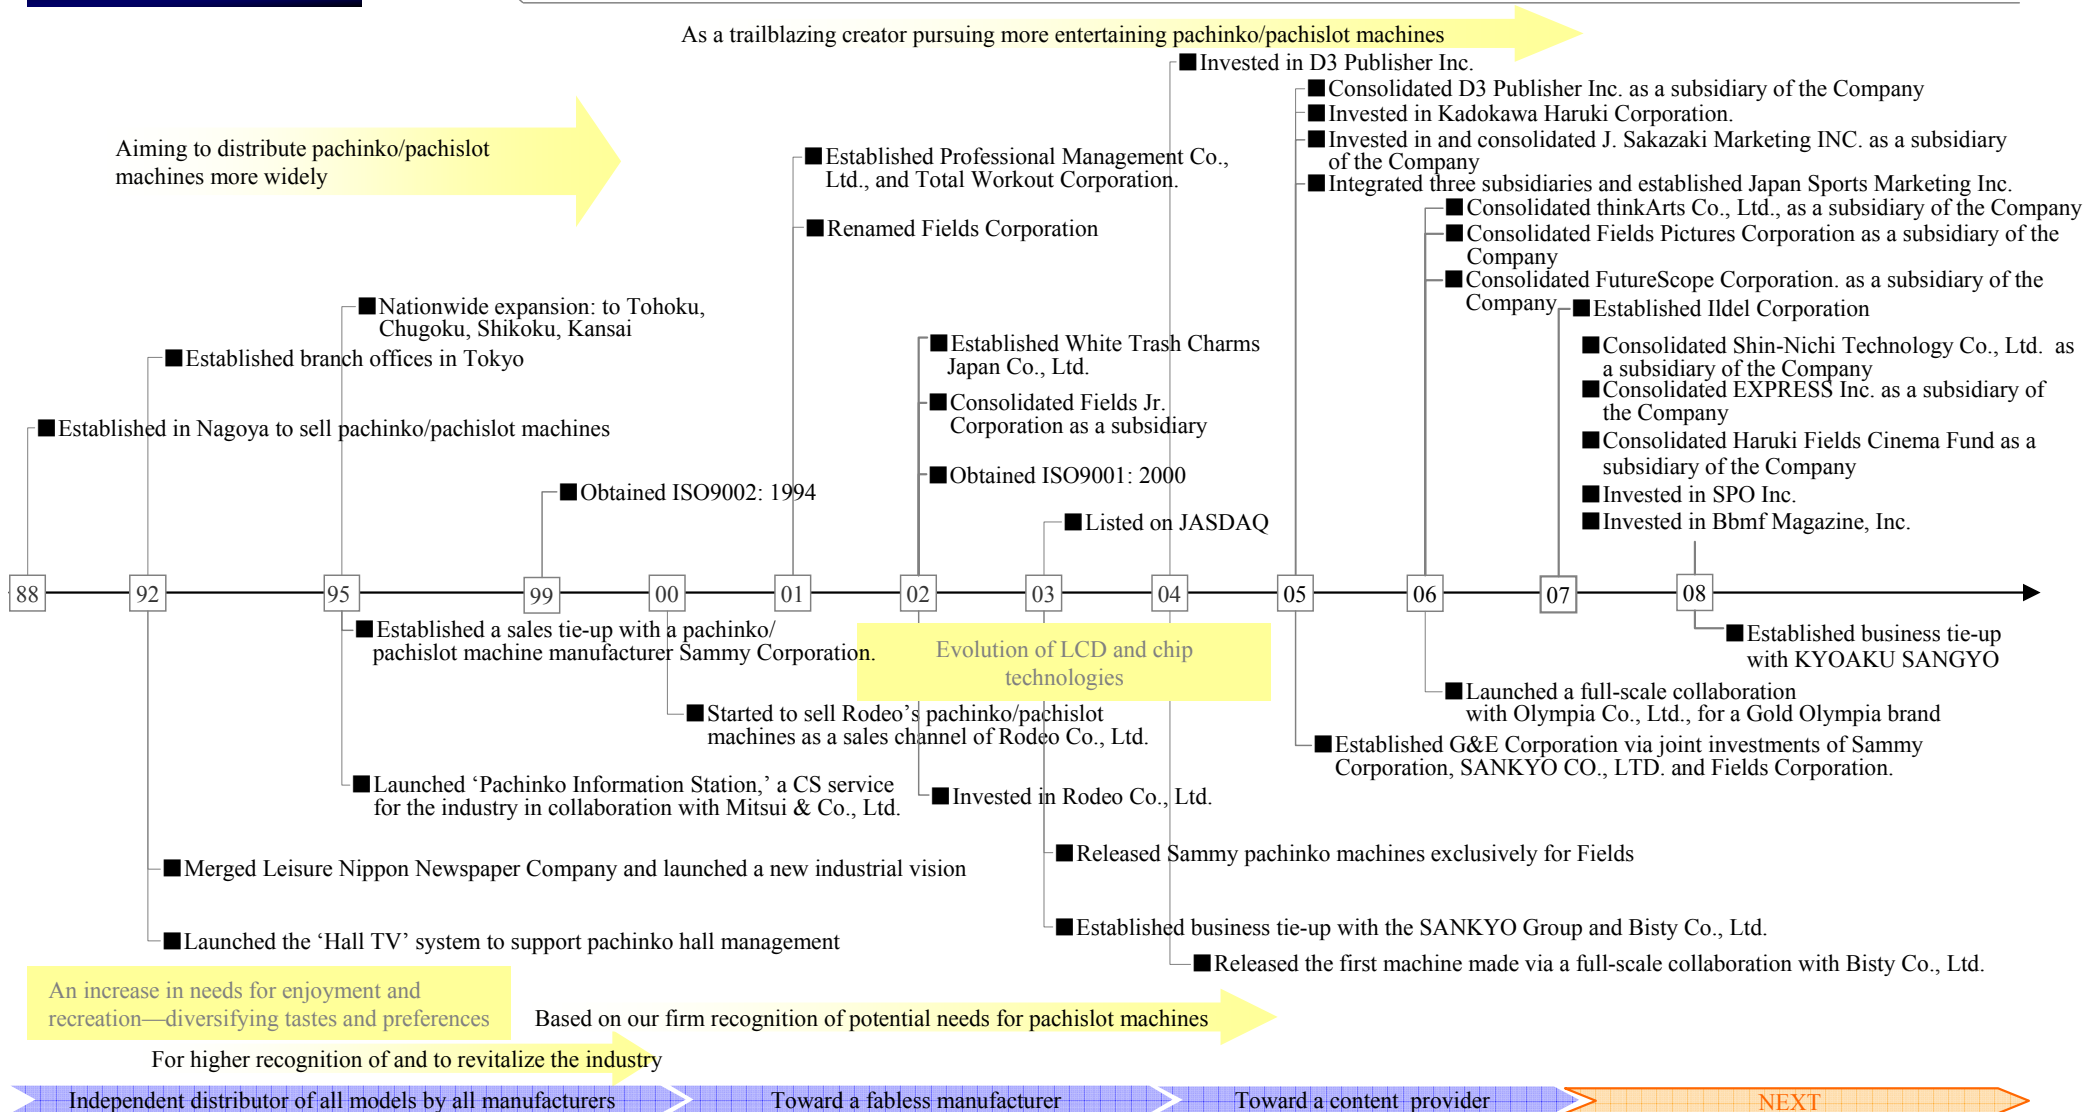 As a trailblazing creator pursuing more entertaining pachinko/pachislot machines
■Invested in D3 Publisher Inc.
■Consolidated D3 Publisher Inc. as a subsidiary of the Company
■Invested in Kadokawa Haruki Corporation.
■Invested in and consolidated J. Sakazaki Marketing INC. as a subsidiary
of the Company
■Integrated three subsidiaries and established Japan Sports Marketing Inc.
Aiming to distribute pachinko/pachislot
machines more widely
■Established Professional Management Co.,
Ltd., and Total Workout Corporation.
■Renamed Fields Corporation
■Consolidated thinkArts Co., Ltd., as a subsidiary of the Company
■Consolidated Fields Pictures Corporation as a subsidiary of the
Company
■Consolidated FutureScope Corporation. as a subsidiary of the
Company
■Established Ildel Corporation
■Nationwide expansion: to Tohoku,
Chugoku, Shikoku, Kansai
■Established branch offices in Tokyo
■Established White Trash Charms
Japan Co., Ltd.
■Consolidated Fields Jr.
Corporation as a subsidiary
■Obtained ISO9001: 2000
■Consolidated Shin-Nichi Technology Co., Ltd. as
a subsidiary of the Company
■Consolidated EXPRESS Inc. as a subsidiary of
the Company
■Consolidated Haruki Fields Cinema Fund as a
subsidiary of the Company
■Invested in SPO Inc.
■Invested in Bbmf Magazine, Inc.
■Established in Nagoya to sell pachinko/pachislot machines
■Obtained ISO9002: 1994
■Listed on JASDAQ
88 92 95 99 00 01 02 03 04 05 06 07 08
■Established a sales tie-up with a pachinko/
pachislot machine manufacturer Sammy Corporation.
Evolution of LCD and chip
technologies
■Established business tie-up
with KYOAKU SANGYO
■Launched a full-scale collaboration
with Olympia Co., Ltd., for a Gold Olympia brand
■Started to sell Rodeo’s pachinko/pachislot
machines as a sales channel of Rodeo Co., Ltd.
■Established G&E Corporation via joint investments of Sammy
Corporation, SANKYO CO., LTD. and Fields Corporation.
■Launched ‘Pachinko Information Station,’ a CS service
for the industry in collaboration with Mitsui & Co., Ltd.
■Invested in Rodeo Co., Ltd.
■Released Sammy pachinko machines exclusively for Fields
■Merged Leisure Nippon Newspaper Company and launched a new industrial vision
■Established business tie-up with the SANKYO Group and Bisty Co., Ltd.
■Launched the ‘Hall TV’ system to support pachinko hall management
■Released the first machine made via a full-scale collaboration with Bisty Co., Ltd.
An increase in needs for enjoyment and
recreation—diversifying tastes and preferences
Based on our firm recognition of potential needs for pachislot machines
For higher recognition of and to revitalize the industry
Independent distributor of all models by all manufacturers
Toward a fabless manufacturer
Toward a content provider
NEXT